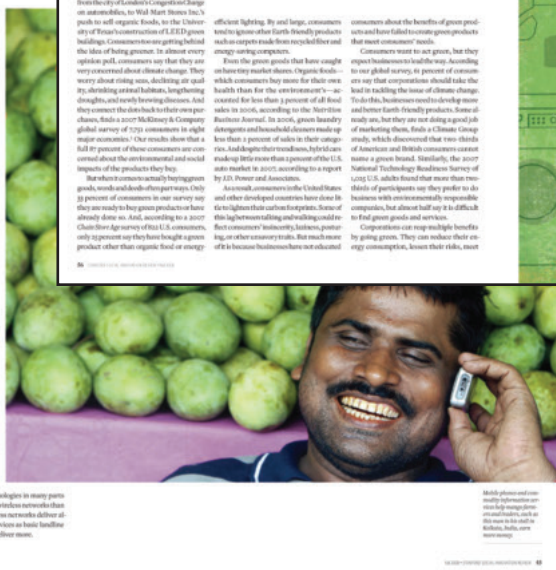 from the city of London's Congestion Charge
on automobiles, to Wal-Mart Stores Inc.'s
push to sell organic foods, to the Univer-
sity of Texas's construction of LEED green
buildings. Consumers too are getting behind
the idea of being greener. In almost every
opinion poll, consumers say that they are
very concerned about climate change. They
worry about rising seas, declining air qual-
ity, shrinking animal habitats, lengthening
droughts, and newly brewing diseases. And
they connect the dots back to their own pur-
chases, finds a 2007 McKinsey & Company
global survey of 7,751 consumers in eight
major economies. Our results show that a
full 87 percent of these consumers are con-
cerned about the environmental and social
impacts of the products they buy.
But when it comes to actually buying green
goods, words and deeds often part ways. Only
33 percent of consumers in our survey say
they are ready to buy green products or have
already done so. And, according to a 2007
Chain Store Age survey of 822 U.S. consumers,
only 25 percent say they have bought a green
product other than organic food or energy-
efficient lighting. By and large, consumers
tend to ignore other Earth-friendly products
such as carpets made from recycled fiber and
energy-saving computers.
Even the green goods that have caught
on have tiny market shares. Organic foods—
which consumers buy more for their own
health than for the environment's—ac-
counted for less than 3 percent of all food
sales in 2006, according to the Nutrition
Business Journal. In 2006, green laundry
detergents and household cleaners made up
less than 2 percent of sales in their catego-
ries. And despite their trendiness, hybrid cars
made up little more than 2 percent of the U.S.
auto market in 2007, according to a report
by J.D. Power and Associates.
As a result, consumers in the United States
and other developed countries have done lit-
tle to lighten their carbon footprints. Some of
this lag between talking and walking could re-
flect consumers' insincerity, laziness, postur-
ing, or other unsavory traits. But much more
of it is because businesses have not educated
consumers about the benefits of green prod-
ucts and have failed to create green products
that meet consumers' needs.
Consumers want to act green, but they
expect businesses to lead the way. According
to our global survey, 61 percent of consum-
ers say that corporations should take the
lead in tackling the issue of climate change.
To do this, businesses need to develop more
and better Earth-friendly products. Some al-
ready are, but they are not doing a good job
of marketing them, finds a Climate Group
study, which discovered that two-thirds
of American and British consumers cannot
name a green brand. Similarly, the 2007
National Technology Readiness Survey of
1,025 U.S. adults found that more than two-
thirds of participants say they prefer to do
business with environmentally responsible
companies, but almost half say it is difficult
to find green goods and services.
Corporations can reap multiple benefits
by going green. They can reduce their en-
ergy consumption, lessen their risks, meet
ologies in many parts
wireless networks than
ss networks deliver al-
vices as basic landline
eliver more.
Mobile phones and com-
modity information ser-
vices help mango farm-
ers and traders, such as
this man in his stall in
Kolkata, India, earn
more money.